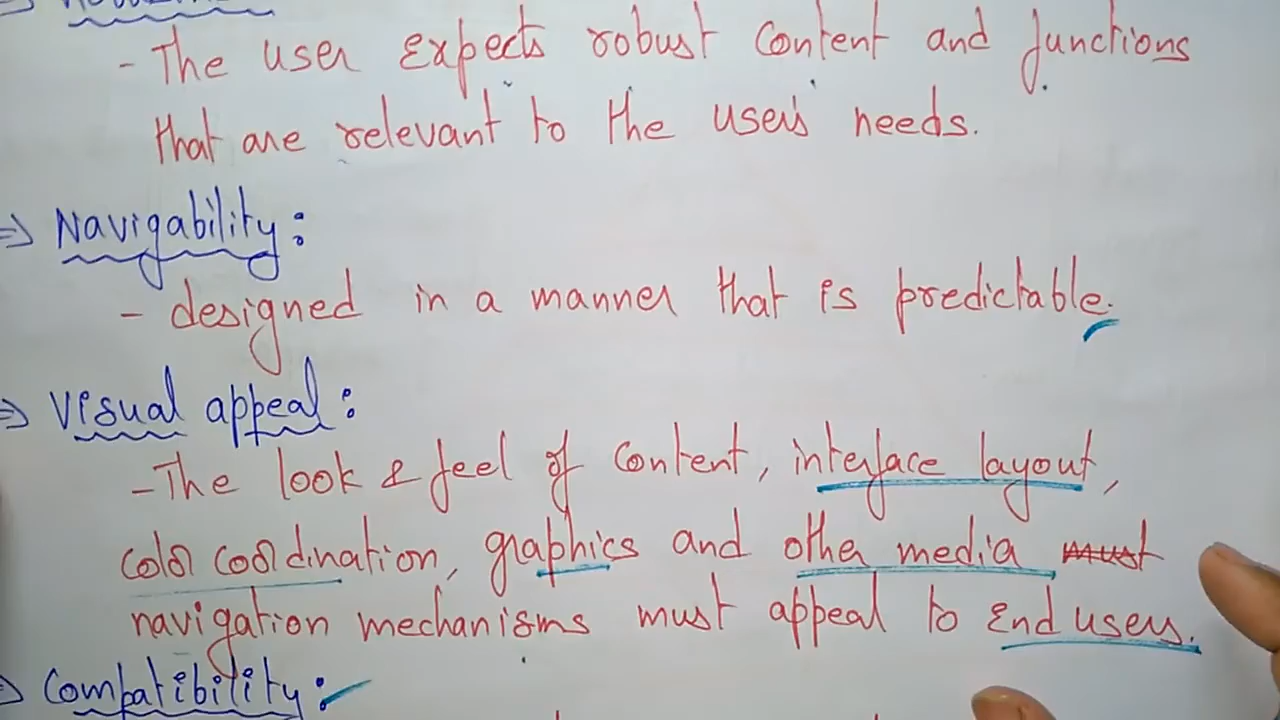 - The user expects robust content and functions
that are relevant to the user's needs.
⇒ Navigability:
- designed in a manner that is predictable.
⇒ Visual appeal:
- The look & feel of content, interface layout,
color coordination, graphics and other media must
navigation mechanisms must appeal to end users.
⇒ Compatibility: